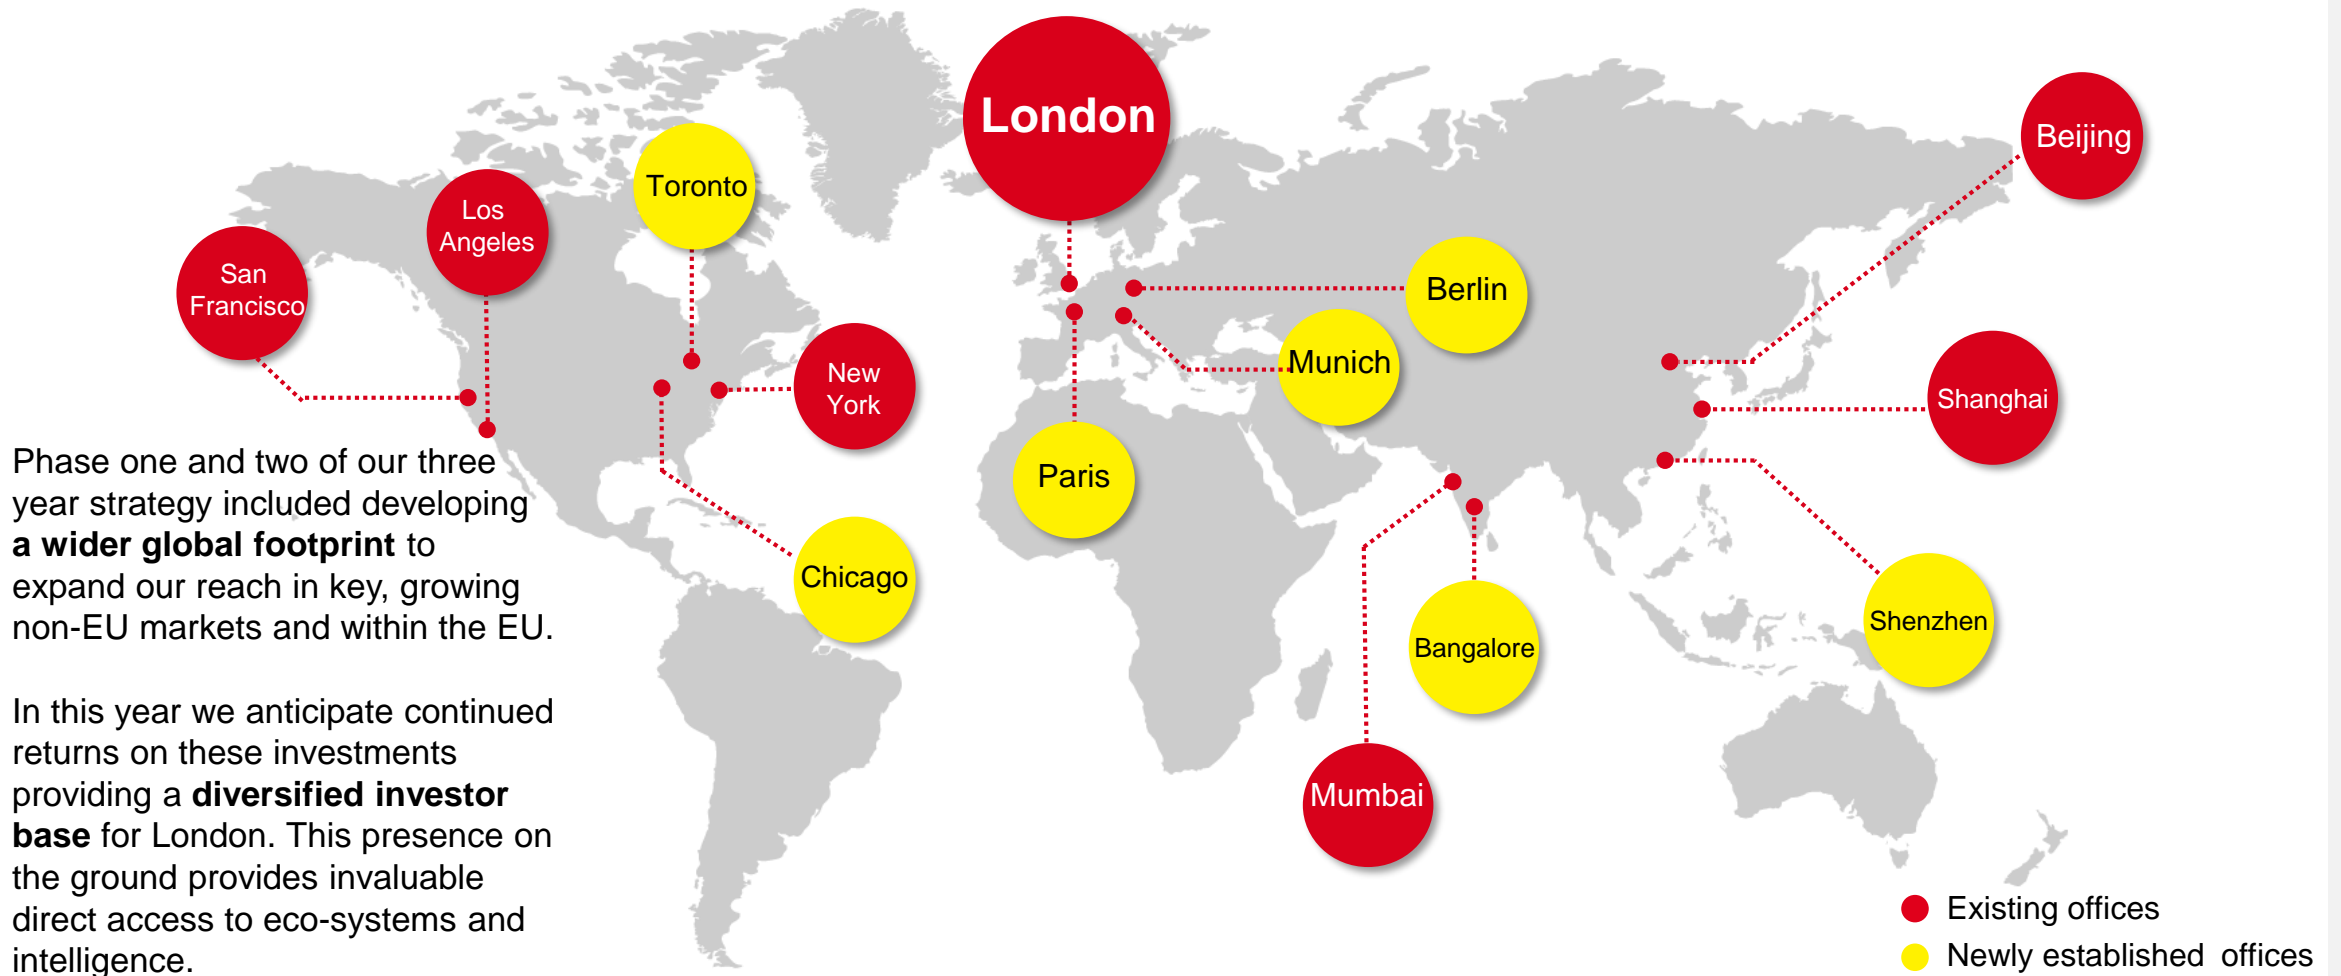 London
Beijing
Toronto
Los
Angeles
San
Francisco
Berlin
Munich
New
York
Shanghai
Paris
Chicago
Bangalore
Shenzhen
Mumbai
Phase one and two of our three
year strategy included developing
a wider global footprint to
expand our reach in key, growing
non-EU markets and within the EU.
In this year we anticipate continued
returns on these investments
providing a diversified investor
base for London. This presence on
the ground provides invaluable
direct access to eco-systems and
intelligence.
Existing offices
Newly established offices